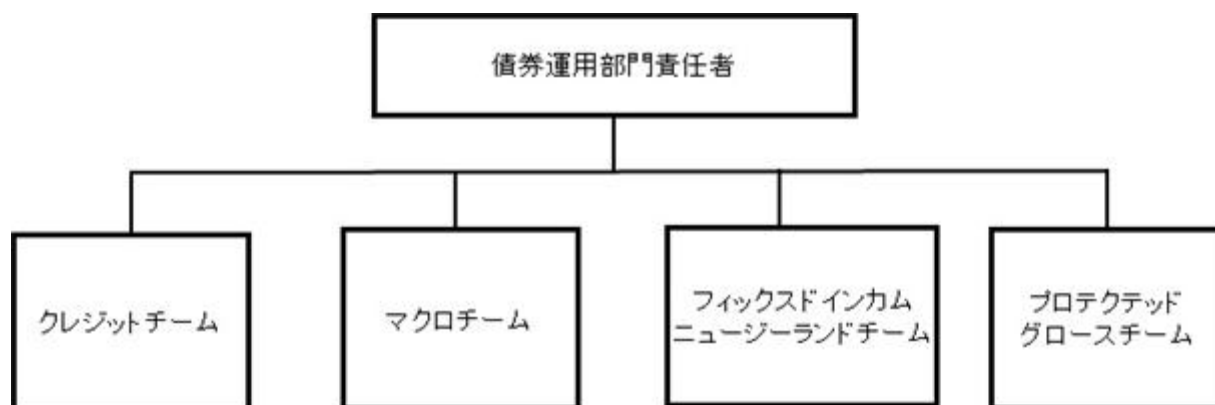 債券運用部門責任者
クレジットチーム
マクロチーム
フィックスドインカム
ニュージーランドチーム
プロテクテッド
グロースチーム